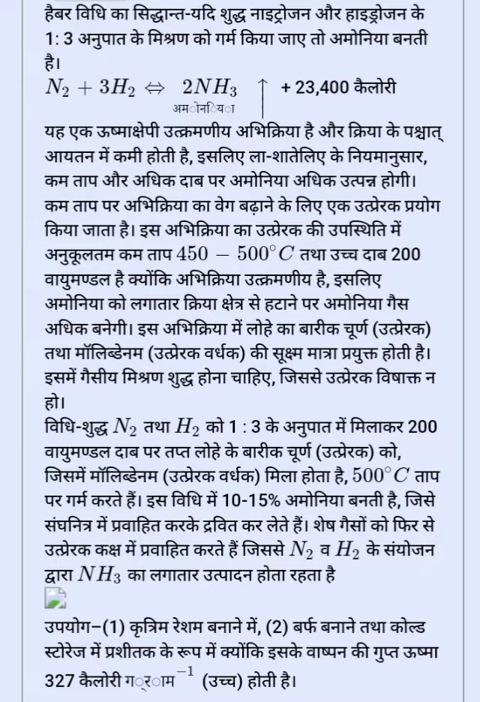 हैबर विधि का सिद्धान्त-यदि शुद्ध नाइट्रोजन और हाइड्रोजन के
1: 3 अनुपात के मिश्रण को गर्म किया जाए तो अमोनिया बनती
है।
N₂ + 3H₂ ⇔ 2NH₃ ↑ + 23,400 कैलोरी
अमोनिया
यह एक ऊष्माक्षेपी उत्क्रमणीय अभिक्रिया है और क्रिया के पश्चात्
आयतन में कमी होती है, इसलिए ला-शातेलिए के नियमानुसार,
कम ताप और अधिक दाब पर अमोनिया अधिक उत्पन्न होगी।
कम ताप पर अभिक्रिया का वेग बढ़ाने के लिए एक उत्प्रेरक प्रयोग
किया जाता है। इस अभिक्रिया का उत्प्रेरक की उपस्थिति में
अनुकूलतम कम ताप 450 – 500°C तथा उच्च दाब 200
वायुमण्डल है क्योंकि अभिक्रिया उत्क्रमणीय है, इसलिए
अमोनिया को लगातार क्रिया क्षेत्र से हटाने पर अमोनिया गैस
अधिक बनेगी। इस अभिक्रिया में लोहे का बारीक चूर्ण (उत्प्रेरक)
तथा मॉलिब्डेनम (उत्प्रेरक वर्धक) की सूक्ष्म मात्रा प्रयुक्त होती है।
इसमें गैसीय मिश्रण शुद्ध होना चाहिए, जिससे उत्प्रेरक विषाक्त न
हो।
विधि-शुद्ध N₂ तथा H₂ को 1 : 3 के अनुपात में मिलाकर 200
वायुमण्डल दाब पर तप्त लोहे के बारीक चूर्ण (उत्प्रेरक) को,
जिसमें मॉलिब्डेनम (उत्प्रेरक वर्धक) मिला होता है, 500°C ताप
पर गर्म करते हैं। इस विधि में 10-15% अमोनिया बनती है, जिसे
संघनित्र में प्रवाहित करके द्रवित कर लेते हैं। शेष गैसों को फिर से
उत्प्रेरक कक्ष में प्रवाहित करते हैं जिससे N₂ व H₂ के संयोजन
द्वारा NH₃ का लगातार उत्पादन होता रहता है
उपयोग–(1) कृत्रिम रेशम बनाने में, (2) बर्फ बनाने तथा कोल्ड
स्टोरेज में प्रशीतक के रूप में क्योंकि इसके वाष्पन की गुप्त ऊष्मा
327 कैलोरी ग्राम⁻¹ (उच्च) होती है।